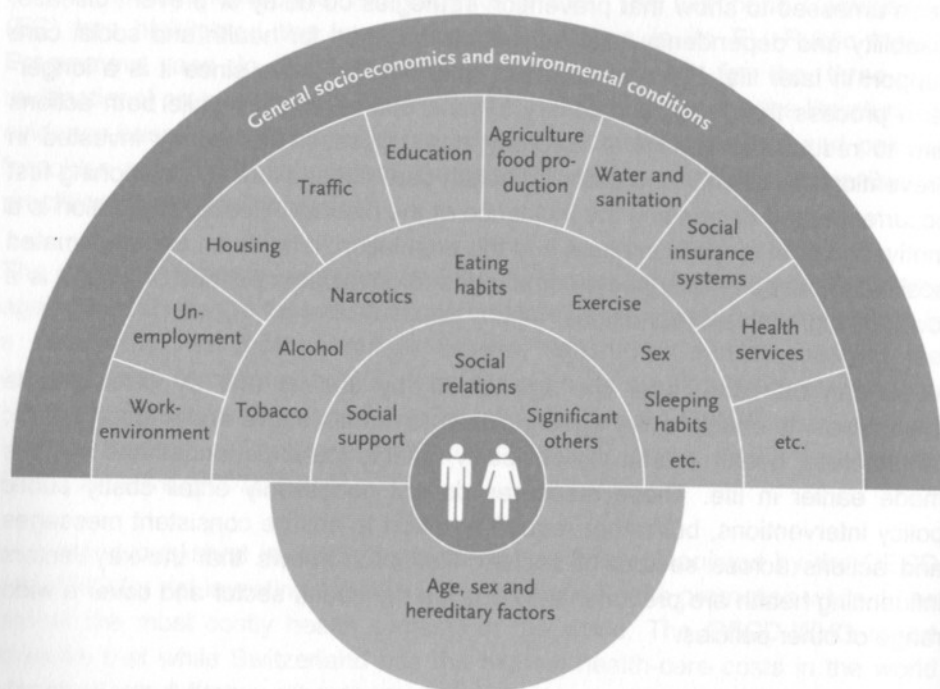 General socio-economics and environmental conditions
Work-
environment
Un-
employment
Housing
Traffic
Education
Agriculture
food pro-
duction
Water and
sanitation
Social
insurance
systems
Health
services
etc.
Tobacco
Alcohol
Narcotics
Eating
habits
Exercise
Sex
Sleeping
habits
etc.
Social
support
Social
relations
Significant
others
Age, sex and
hereditary factors